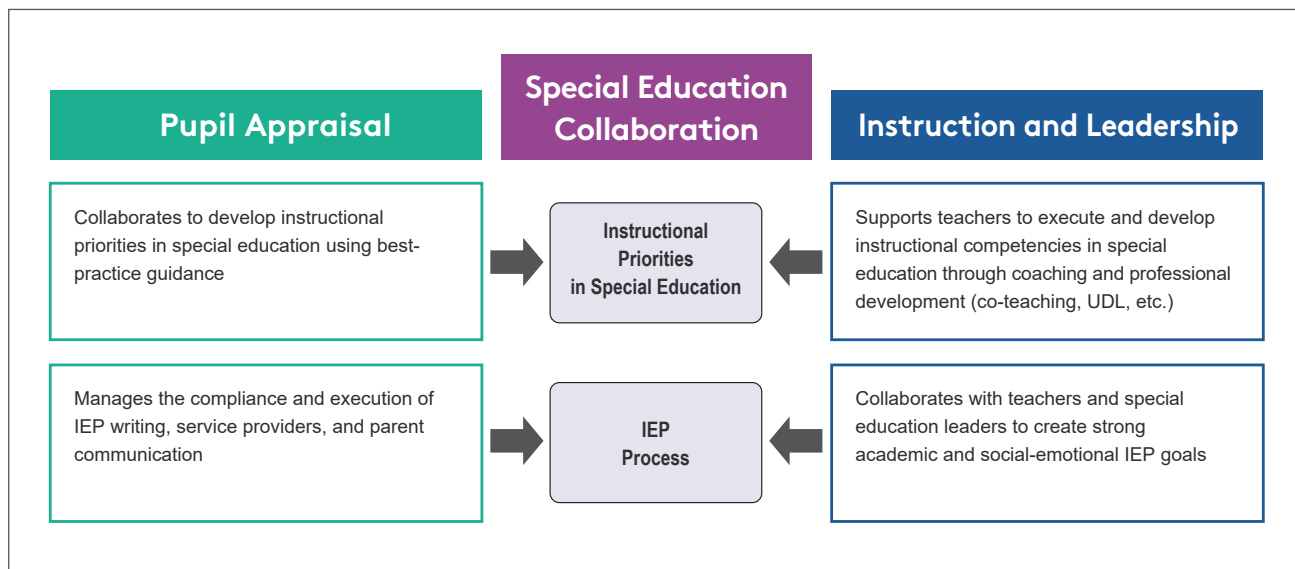 Pupil Appraisal
Special Education
Collaboration
Instruction and Leadership
Collaborates to develop instructional
priorities in special education using best-
practice guidance
Instructional
Priorities
in Special Education
Supports teachers to execute and develop
instructional competencies in special
education through coaching and professional
development (co-teaching, UDL, etc.)
Manages the compliance and execution of
IEP writing, service providers, and parent
communication
IEP
Process
Collaborates with teachers and special
education leaders to create strong
academic and social-emotional IEP goals